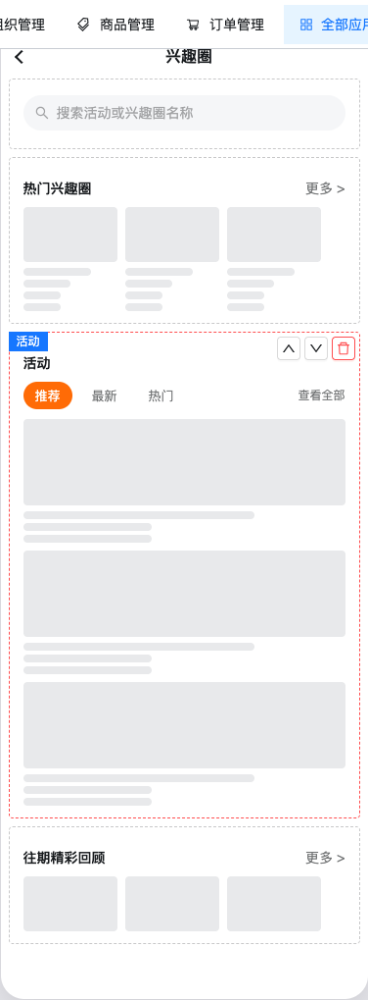 组织管理 商品管理 订单管理 全部应用
兴趣圈
搜索活动或兴趣圈名称
热门兴趣圈 更多 >
活动
活动
推荐 最新 热门 查看全部
往期精彩回顾 更多 >